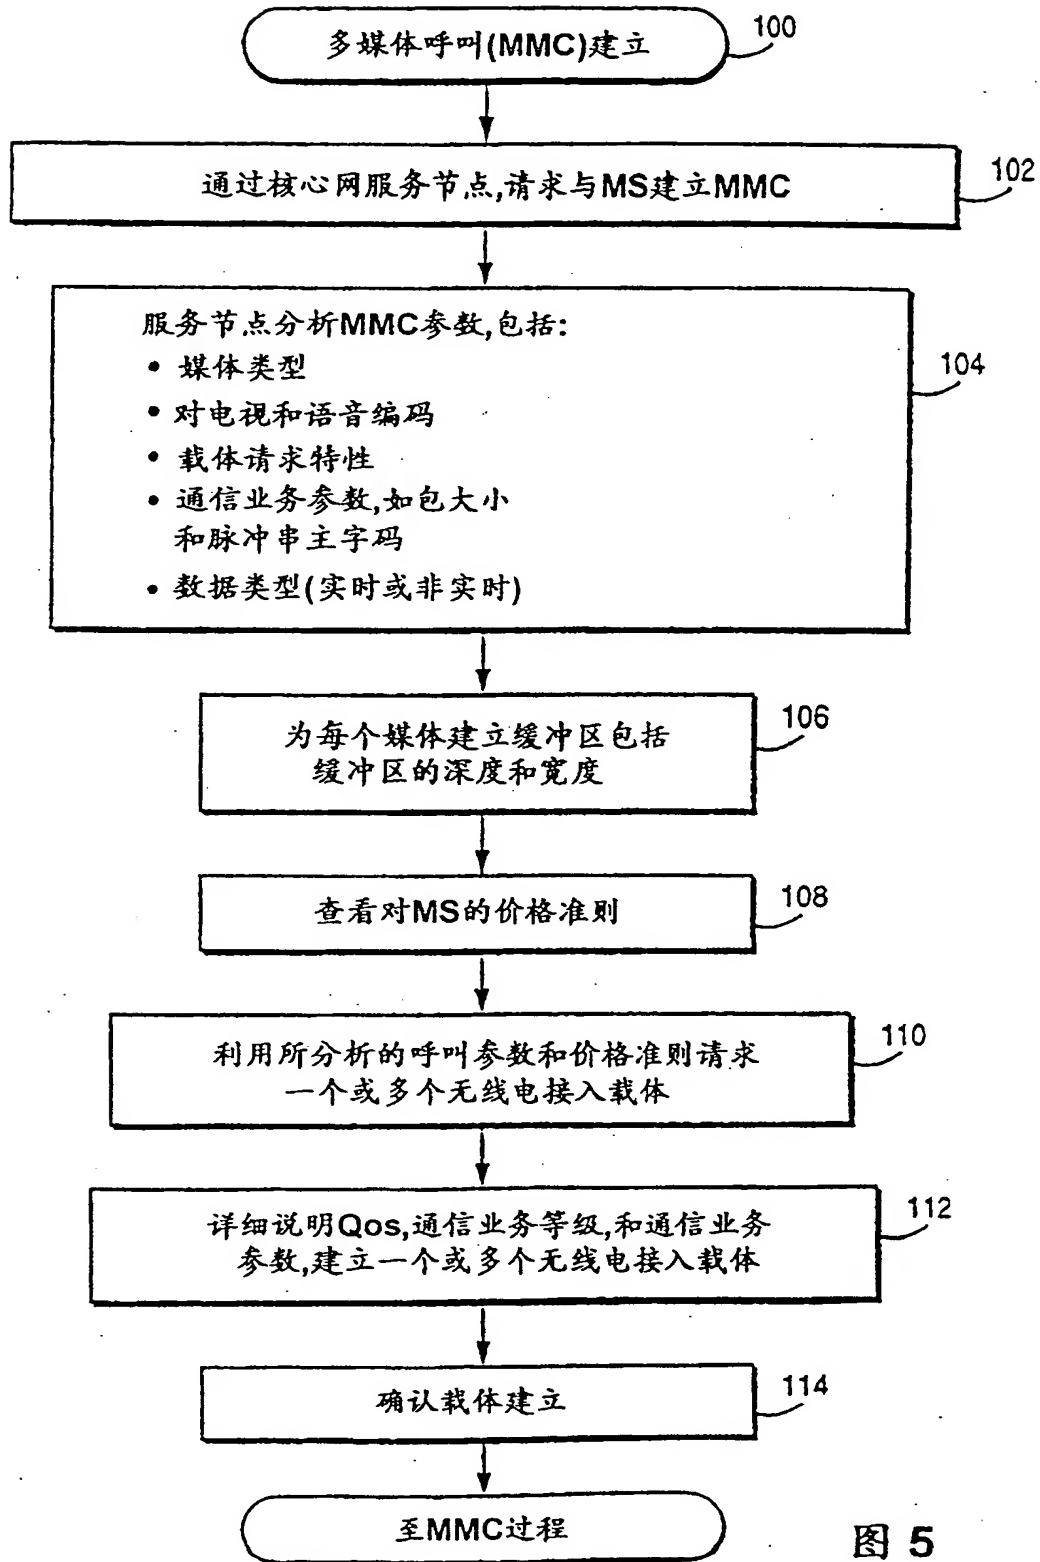 多媒体呼叫(MMC)建立
100
通过核心网服务节点,请求与MS建立MMC
102
服务节点分析MMC参数,包括:
• 媒体类型
• 对电视和语音编码
• 载体请求特性
• 通信业务参数,如包大小
和脉冲串主字码
• 数据类型(实时或非实时)
104
为每个媒体建立缓冲区包括
缓冲区的深度和宽度
106
查看对MS的价格准则
108
利用所分析的呼叫参数和价格准则请求
一个或多个无线电接入载体
110
详细说明Qos,通信业务等级,和通信业务
参数,建立一个或多个无线电接入载体
112
确认载体建立
114
至MMC过程
图 5